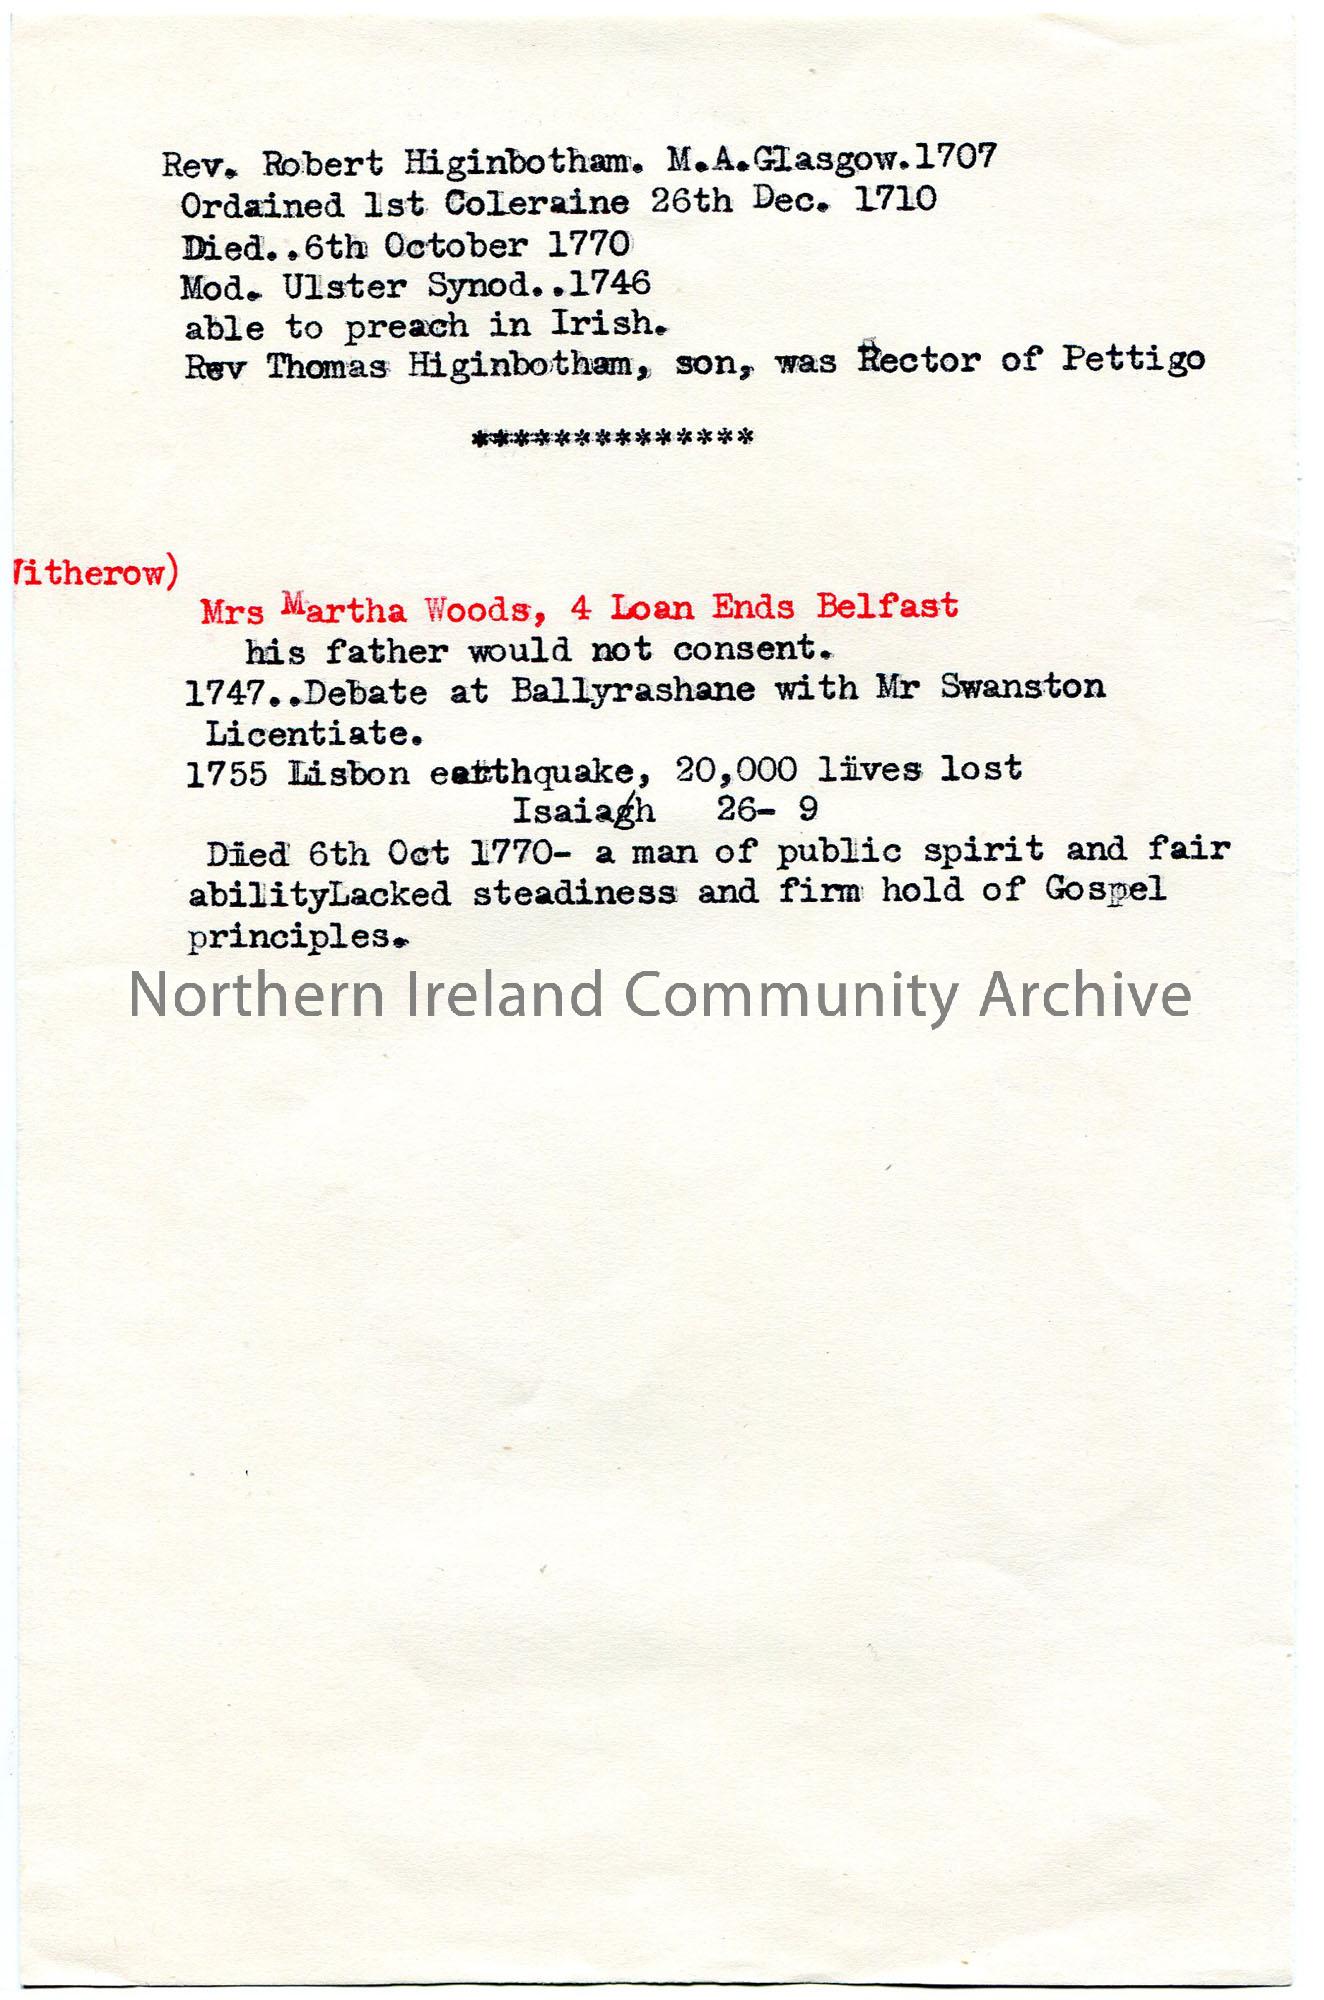 Rev. Robert Higinbotham. M.A.Glasgow.1707
Ordained 1st Coleraine 26th Dec. 1710
Died..6th October 1770
Mod. Ulster Synod..1746
able to preach in Irish.
Rev Thomas Higinbotham, son, was Rector of Pettigo
**************
Witherow)
Mrs Martha Woods, 4 Loan Ends Belfast
his father would not consent.
1747..Debate at Ballyrashane with Mr Swanston
Licentiate.
1755 Lisbon earthquake, 20,000 lives lost
Isaiah 26- 9
Died 6th Oct 1770- a man of public spirit and fair
abilityLacked steadiness and firm hold of Gospel
principles.
Northern Ireland Community Archive